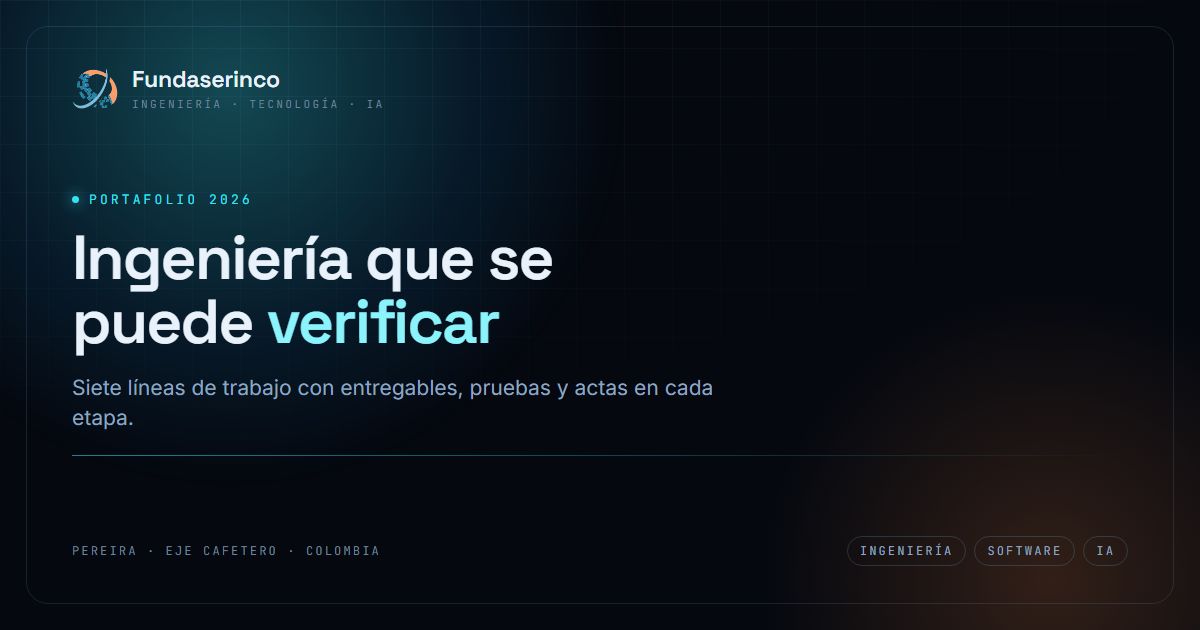 Fundaserinco
INGENIERÍA · TECNOLOGÍA · IA
PORTAFOLIO 2026
Ingeniería que se
puede verificar
Siete líneas de trabajo con entregables, pruebas y actas en cada
etapa.
PEREIRA · EJE CAFETERO · COLOMBIA
INGENIERÍA
SOFTWARE
IA